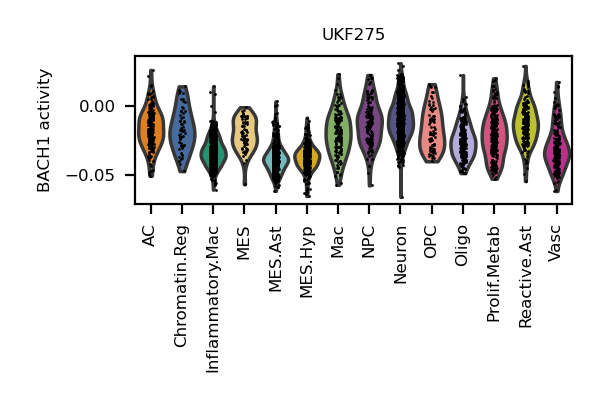 UKF275
BACH1 activity
0.00
−0.05
AC
Chromatin.Reg
Inflammatory.Mac
MES
MES.Ast
MES.Hyp
Mac
NPC
Neuron
OPC
Oligo
Prolif.Metab
Reactive.Ast
Vasc